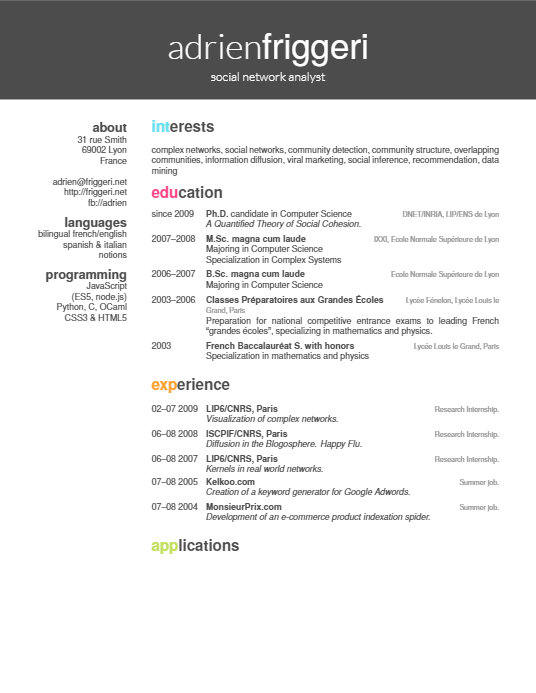 adrienfriggeri
social network analyst
about
31 rue Smith
69002 Lyon
France
adrien@friggeri.net
http://friggeri.net
fb://adrien
languages
bilingual french/english
spanish & italian
notions
programming
JavaScript
(ES5, node.js)
Python, C, OCaml
CSS3 & HTML5
interests
complex networks, social networks, community detection, community structure, overlapping
communities, information diffusion, viral marketing, social inference, recommendation, data
mining
education
since 2009 Ph.D. candidate in Computer Science DNET/INRIA, LIP/ENS de Lyon
A Quantified Theory of Social Cohesion.
2007–2008 M.Sc. magna cum laude IXXI, Ecole Normale Supérieure de Lyon
Majoring in Computer Science
Specialization in Complex Systems
2006–2007 B.Sc. magna cum laude Ecole Normale Supérieure de Lyon
Majoring in Computer Science
2003–2006 Classes Préparatoires aux Grandes Écoles Lycée Fénelon, Lycée Louis le
Grand, Paris
Preparation for national competitive entrance exams to leading French
“grandes écoles”, specializing in mathematics and physics.
2003 French Baccalauréat S. with honors Lycée Louis le Grand, Paris
Specialization in mathematics and physics
experience
02–07 2009 LIP6/CNRS, Paris Research Internship.
Visualization of complex networks.
06–08 2008 ISCPIF/CNRS, Paris Research Internship.
Diffusion in the Blogosphere. Happy Flu.
06–08 2007 LIP6/CNRS, Paris Research Internship.
Kernels in real world networks.
07–08 2005 Kelkoo.com Summer job.
Creation of a keyword generator for Google Adwords.
07–08 2004 MonsieurPrix.com Summer job.
Development of an e-commerce product indexation spider.
applications